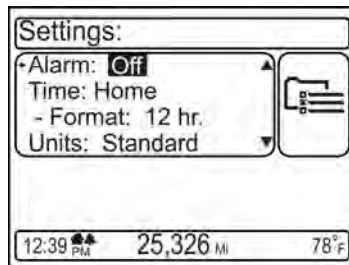 Settings:
Alarm: Off
Time: Home
- Format: 12 hr.
Units: Standard
12:39 PM 25,326 Mi 78°F